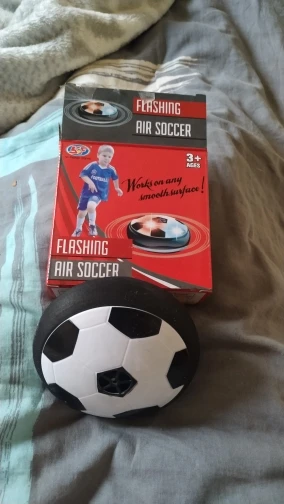 FLASHING
AIR SOCCER
3+
AGES
Works on any
smooth surface!
FLASHING
AIR SOCCER